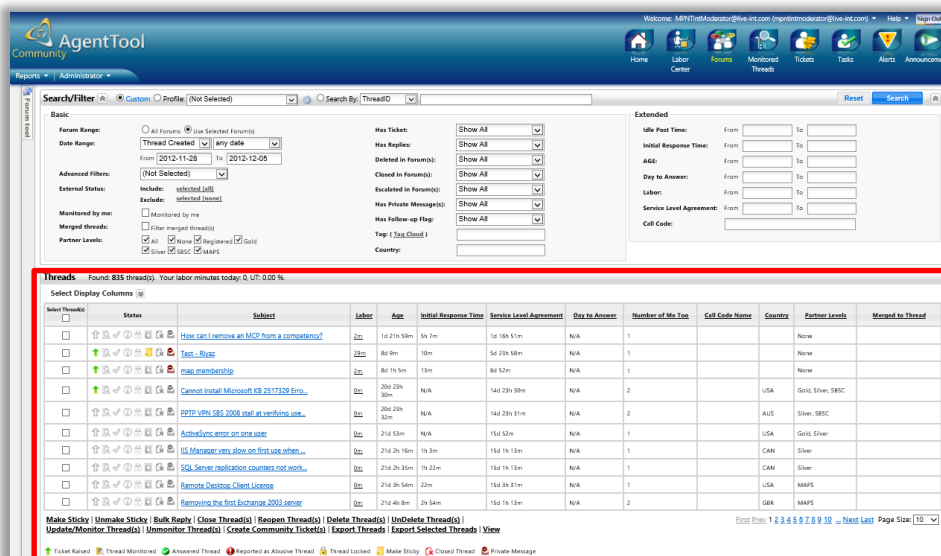 Welcome: MPNTIntModerator@live-int.com (mpntintmoderator@live-int.com) Help Sign Out
AgentTool
Community
Home Labor Center Forums Monitored Threads Tickets Tasks Alerts Announceme
Reports Administrator
Forum tool
Search/Filter Custom Profile: (Not Selected) Search By: ThreadID Reset Search
Basic Extended
Forum Range: All Forums Use Selected Forum(s) Has Ticket: Show All Idle Post Time: From To
Date Range: Thread Created any date Has Replies: Show All Initial Response Time: From To
From 2012-11-28 To 2012-12-05 Deleted in Forum(s): Show All AGE: From To
Advanced Filters: (Not Selected) Closed in Forum(s): Show All Day to Answer: From To
External Status: Include: selected [all] Escalated in Forum(s): Show All Labor: From To
Exclude: selected [none] Has Private Message(s): Show All Service Level Agreement: From To
Monitored by me: Monitored by me Has Follow-up Flag: Show All Call Code:
Merged threads: Filter merged thread(s) Tag: ( Tag Cloud )
Partner Levels: All None Registered Gold Country:
Silver SBSC MAPS
Threads Found: 835 thread(s). Your labor minutes today: 0, UT: 0.00 %.
Select Display Columns
Select Thread(s) Status Subject Labor Age Initial Response Time Service Level Agreement Day to Answer Number of Me Too Call Code Name Country Partner Levels Merged to Thread
How can I remove an MCP from a competency? 2m 1d 21h 59m 5h 7m 1d 16h 51m N/A 1 None
Test - Riyaz 29m 8d 9m 10m 5d 23h 58m N/A 1 None
map membership 2m 8d 1h 5m 13m 6d 52m N/A 1 None
Cannot Install Microsoft KB 2517329 Erro... 0m 20d 23h 30m N/A 14d 23h 30m N/A 2 USA Gold, Silver, SBSC
PPTP VPN SBS 2008 stall at verifying use... 0m 20d 23h 32m N/A 14d 23h 31m N/A 2 AUS Silver, SBSC
ActiveSync error on one user 0m 21d 53m N/A 15d 52m N/A 1 USA Gold, Silver
IIS Manager very slow on first use when ... 0m 21d 2h 16m 1h 3m 15d 1h 13m N/A 1 CAN Silver
SQL Server replication counters not work... 0m 21d 2h 35m 1h 22m 15d 1h 13m N/A 1 CAN Silver
Remote Desktop Client License 0m 21d 3h 54m 22m 15d 3h 31m N/A 1 USA MAPS
Removing the first Exchange 2003 server 0m 21d 4h 8m 2h 54m 15d 1h 13m N/A 2 GBR MAPS
Make Sticky | Unmake Sticky | Bulk Reply | Close Thread(s) | Reopen Thread(s) | Delete Thread(s) | UnDelete Thread(s) | First Prev 1 2 3 4 5 6 7 8 9 10 ... Next Last Page Size: 10
Update/Monitor Thread(s) | Unmonitor Thread(s) | Create Community Ticket(s) | Export Threads | Export Selected Threads | View
Ticket Raised Thread Monitored Answered Thread Reported as Abusive Thread Thread Locked Make Sticky Closed Thread Private Message